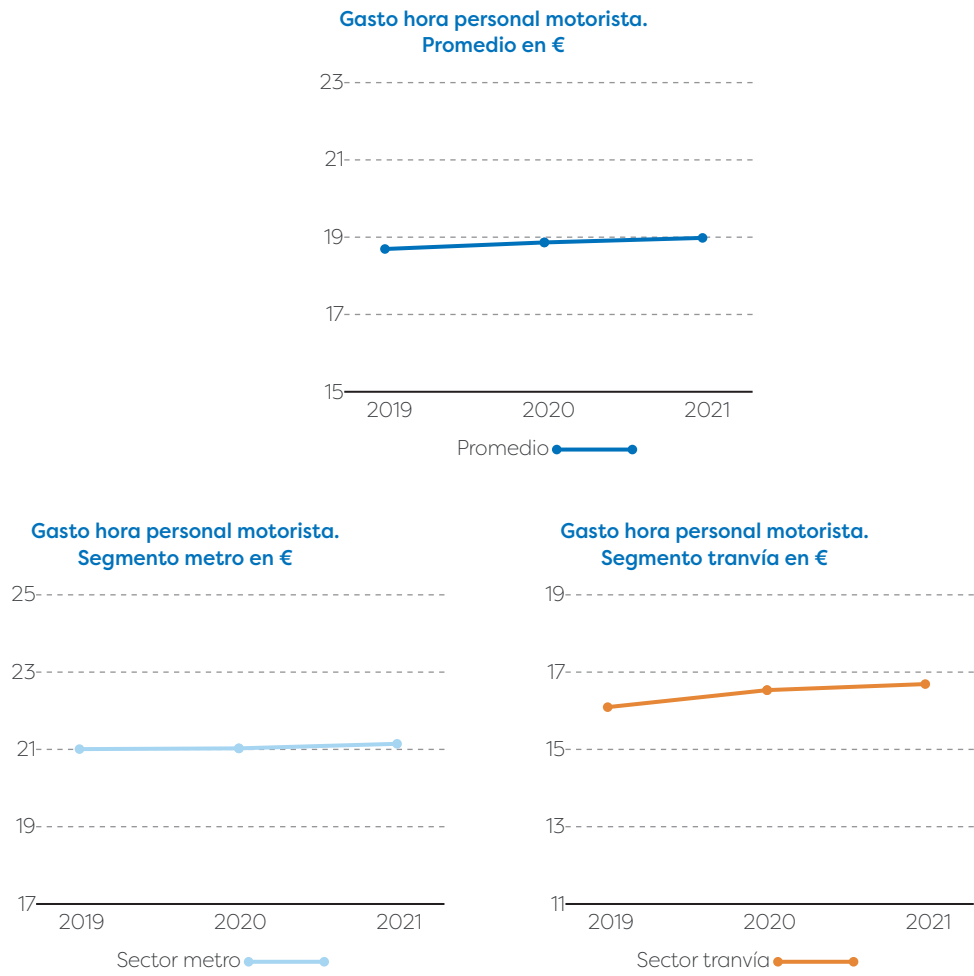 Gasto hora personal motorista.
Promedio en €
23
21
19
17
15
2019 2020 2021
Promedio
Gasto hora personal motorista.
Segmento metro en €
25
23
21
19
17
2019 2020 2021
Sector metro
Gasto hora personal motorista.
Segmento tranvía en €
19
17
15
13
11
2019 2020 2021
Sector tranvía